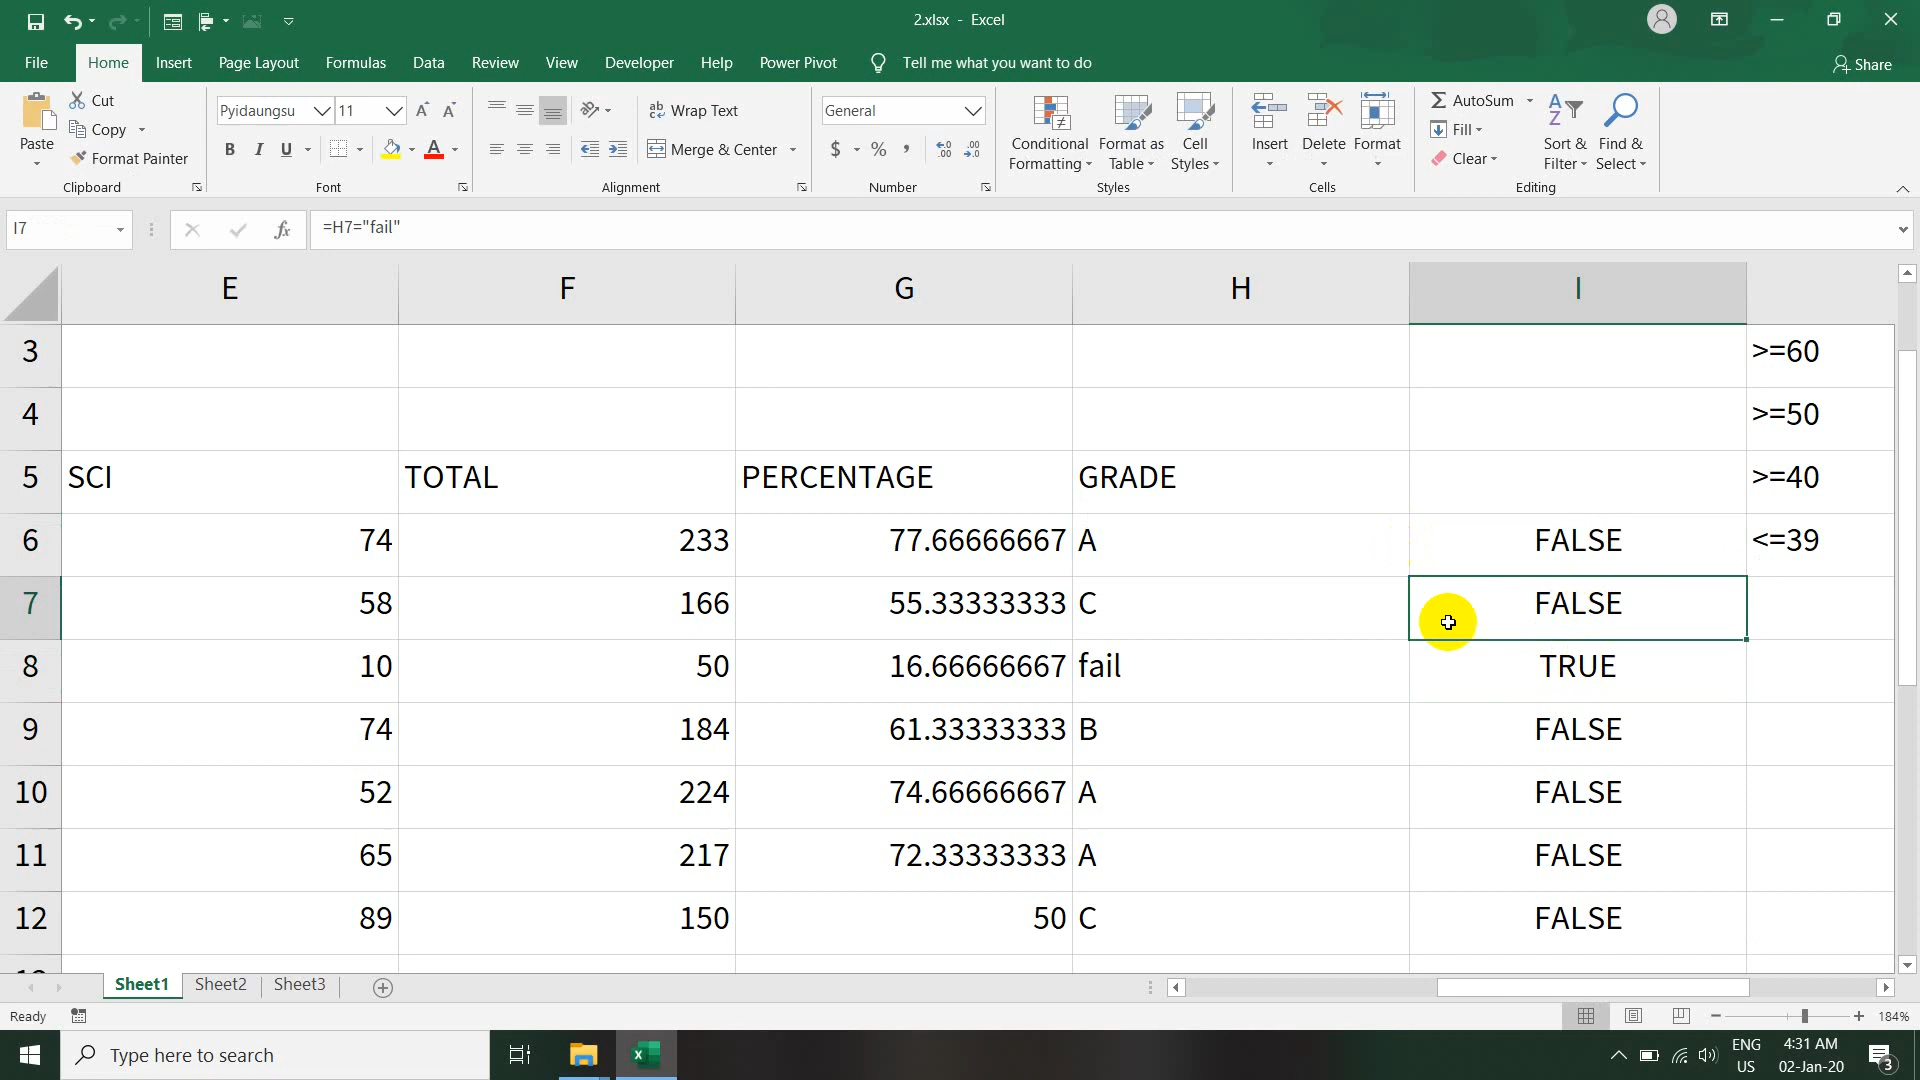 2.xlsx - Excel
File Home Insert Page Layout Formulas Data Review View Developer Help Power Pivot Tell me what you want to do Share
Paste
Cut
Copy
Format Painter
Clipboard
Pyidaungsu 11
B I U
Font
ab Wrap Text
Merge & Center
Alignment
General
$ % ,
Number
Conditional Formatting
Format as Table
Cell Styles
Styles
Insert Delete Format
Cells
AutoSum
Fill
Clear
Sort & Filter
Find & Select
Editing
I7 fx =H7="fail"
E F G H I
3 >=60
4 >=50
5 SCI TOTAL PERCENTAGE GRADE >=40
6 74 233 77.66666667 A FALSE <=39
7 58 166 55.33333333 C FALSE
8 10 50 16.66666667 fail TRUE
9 74 184 61.33333333 B FALSE
10 52 224 74.66666667 A FALSE
11 65 217 72.33333333 A FALSE
12 89 150 50 C FALSE
Sheet1 Sheet2 Sheet3
Ready 184%
Type here to search
ENG
US
4:31 AM
02-Jan-20
3